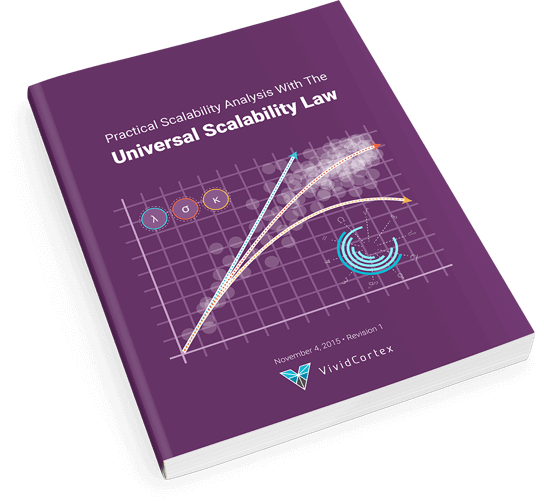 Practical Scalability Analysis With The
Universal Scalability Law
λ σ κ
November 4, 2015 • Revision 1
VividCortex